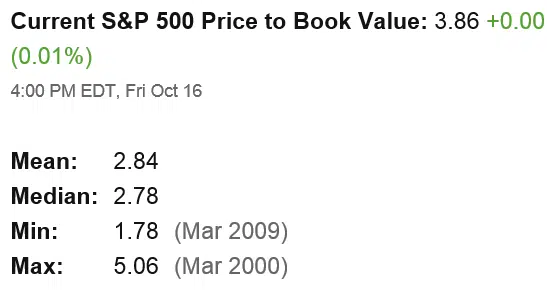 Current S&P 500 Price to Book Value: 3.86 +0.00
(0.01%)
4:00 PM EDT, Fri Oct 16
Mean: 2.84
Median: 2.78
Min: 1.78 (Mar 2009)
Max: 5.06 (Mar 2000)